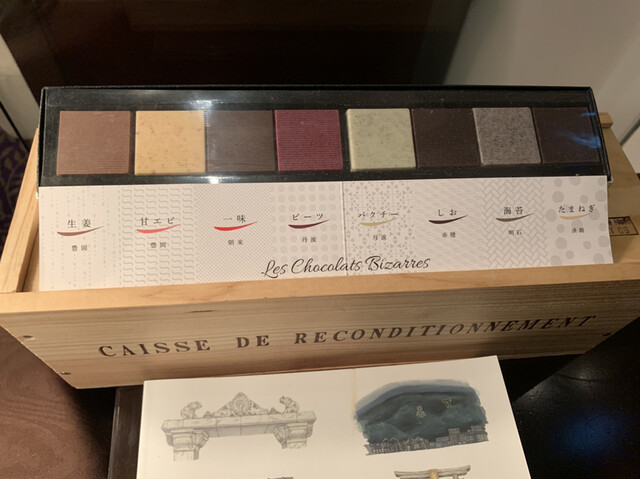 生姜
豊岡
甘エビ
豊岡
一味
朝来
ビーツ
丹波
パクチー
丹波
しお
赤穂
海苔
明石
たまねぎ
淡路
Les Chocolats Bizarres
CAISSE DE RECONDITIONNEMENT